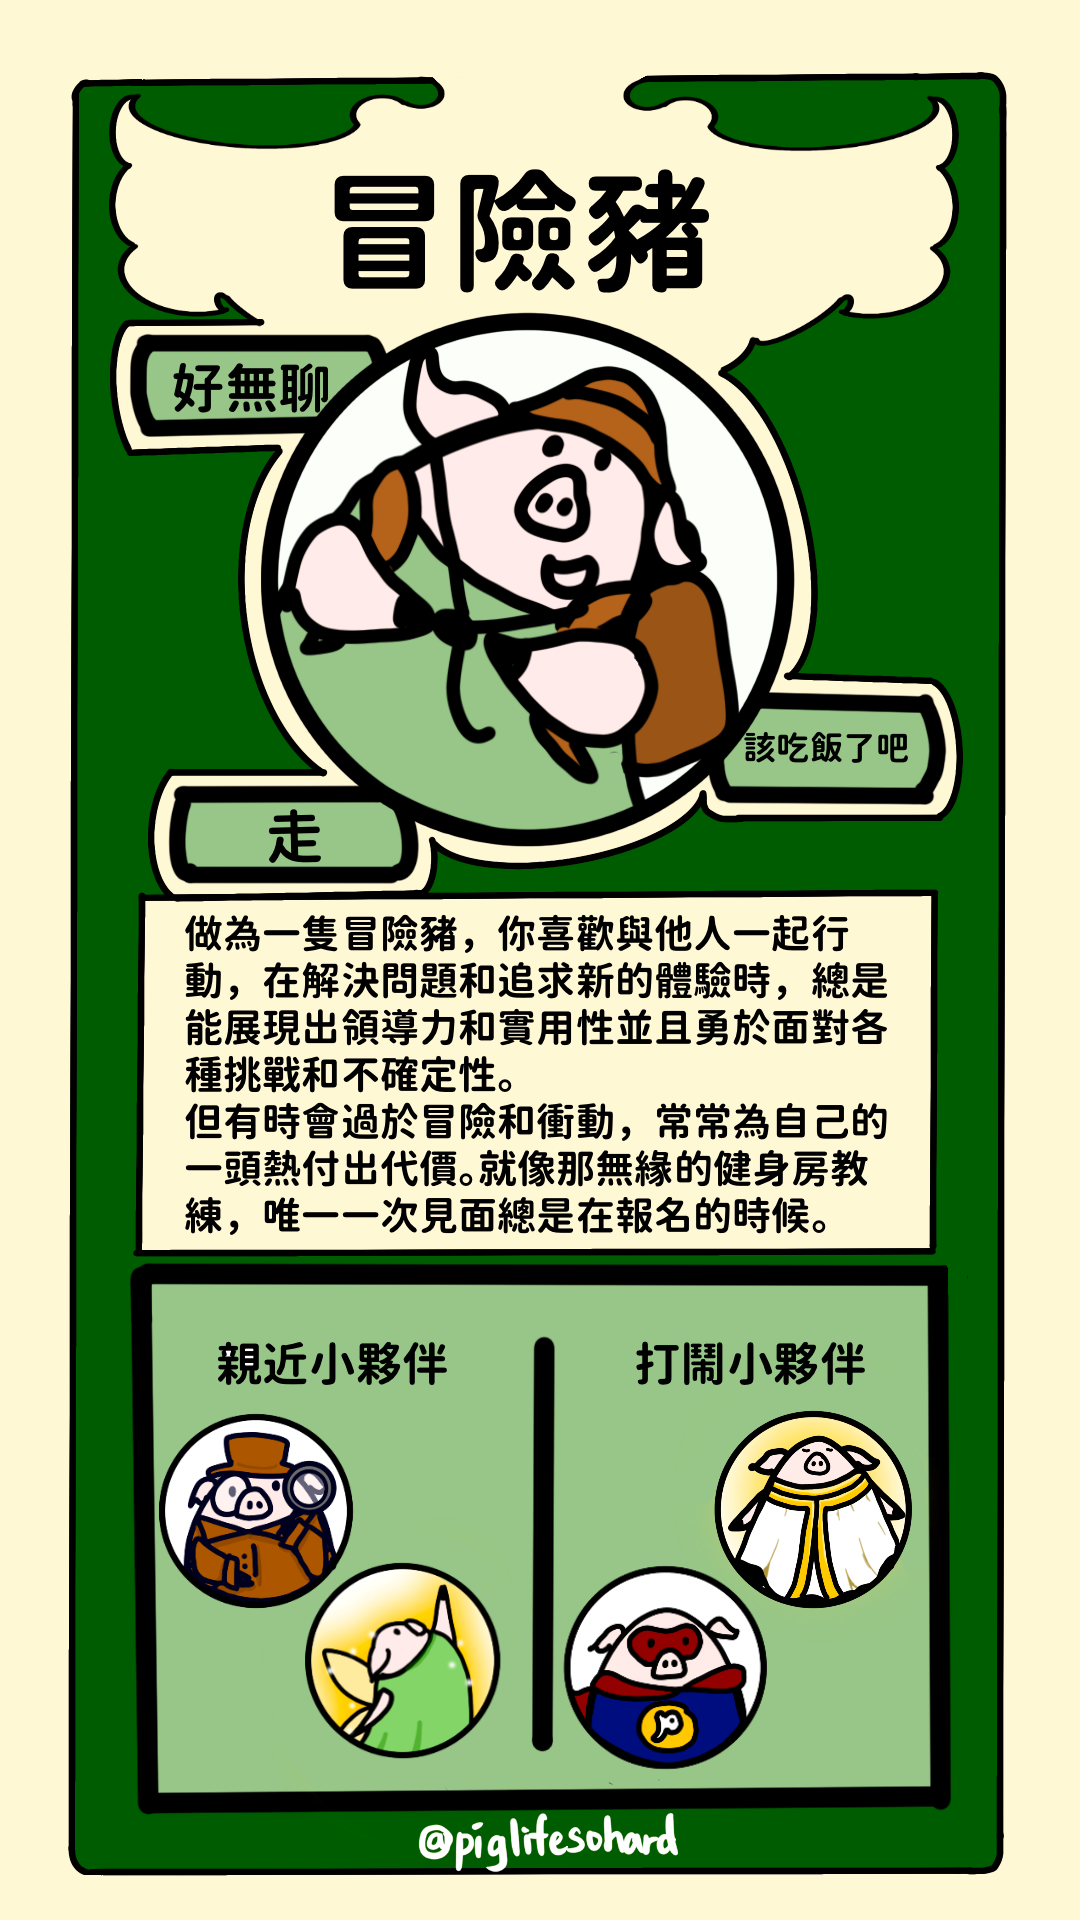 冒險豬
好無聊
該吃飯了吧
走
做為一隻冒險豬，你喜歡與他人一起行
動，在解決問題和追求新的體驗時，總是
能展現出領導力和實用性並且勇於面對各
種挑戰和不確定性。
但有時會過於冒險和衝動，常常為自己的
一頭熱付出代價。就像那無緣的健身房教
練，唯一一次見面總是在報名的時候。
親近小夥伴
打鬧小夥伴
@piglifesohard